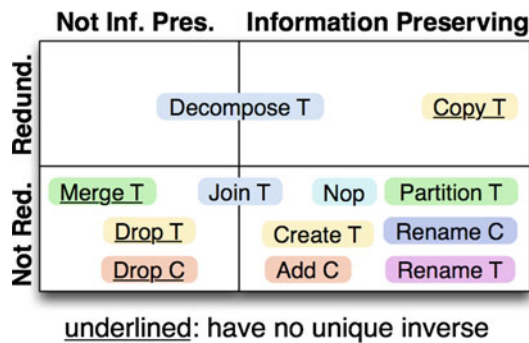 Not Inf. Pres. Information Preserving
Redund.
Decompose T Copy T
Not Red.
Merge T Join T Nop Partition T
Drop T Create T Rename C
Drop C Add C Rename T
underlined: have no unique inverse